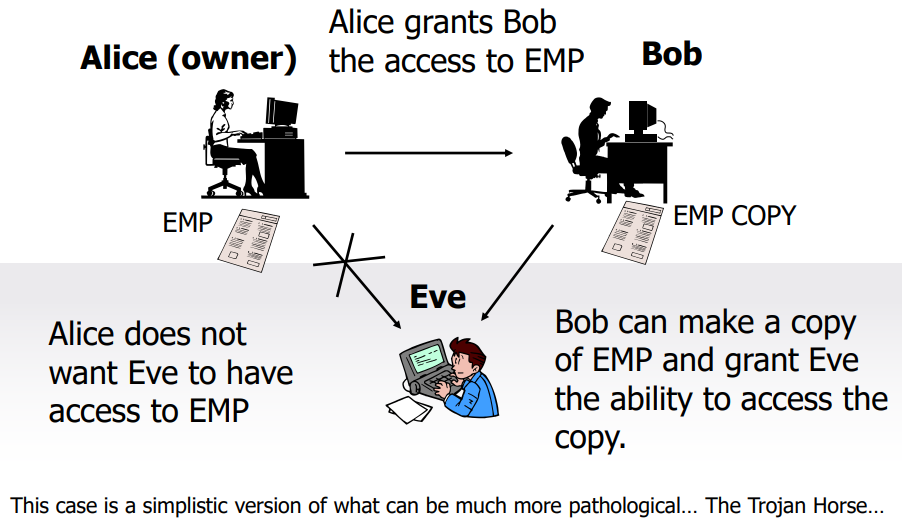 Alice grants Bob
the access to EMP
Alice (owner)
Bob
EMP
EMP COPY
Eve
Alice does not
want Eve to have
access to EMP
Bob can make a copy
of EMP and grant Eve
the ability to access the
copy.
This case is a simplistic version of what can be much more pathological… The Trojan Horse…